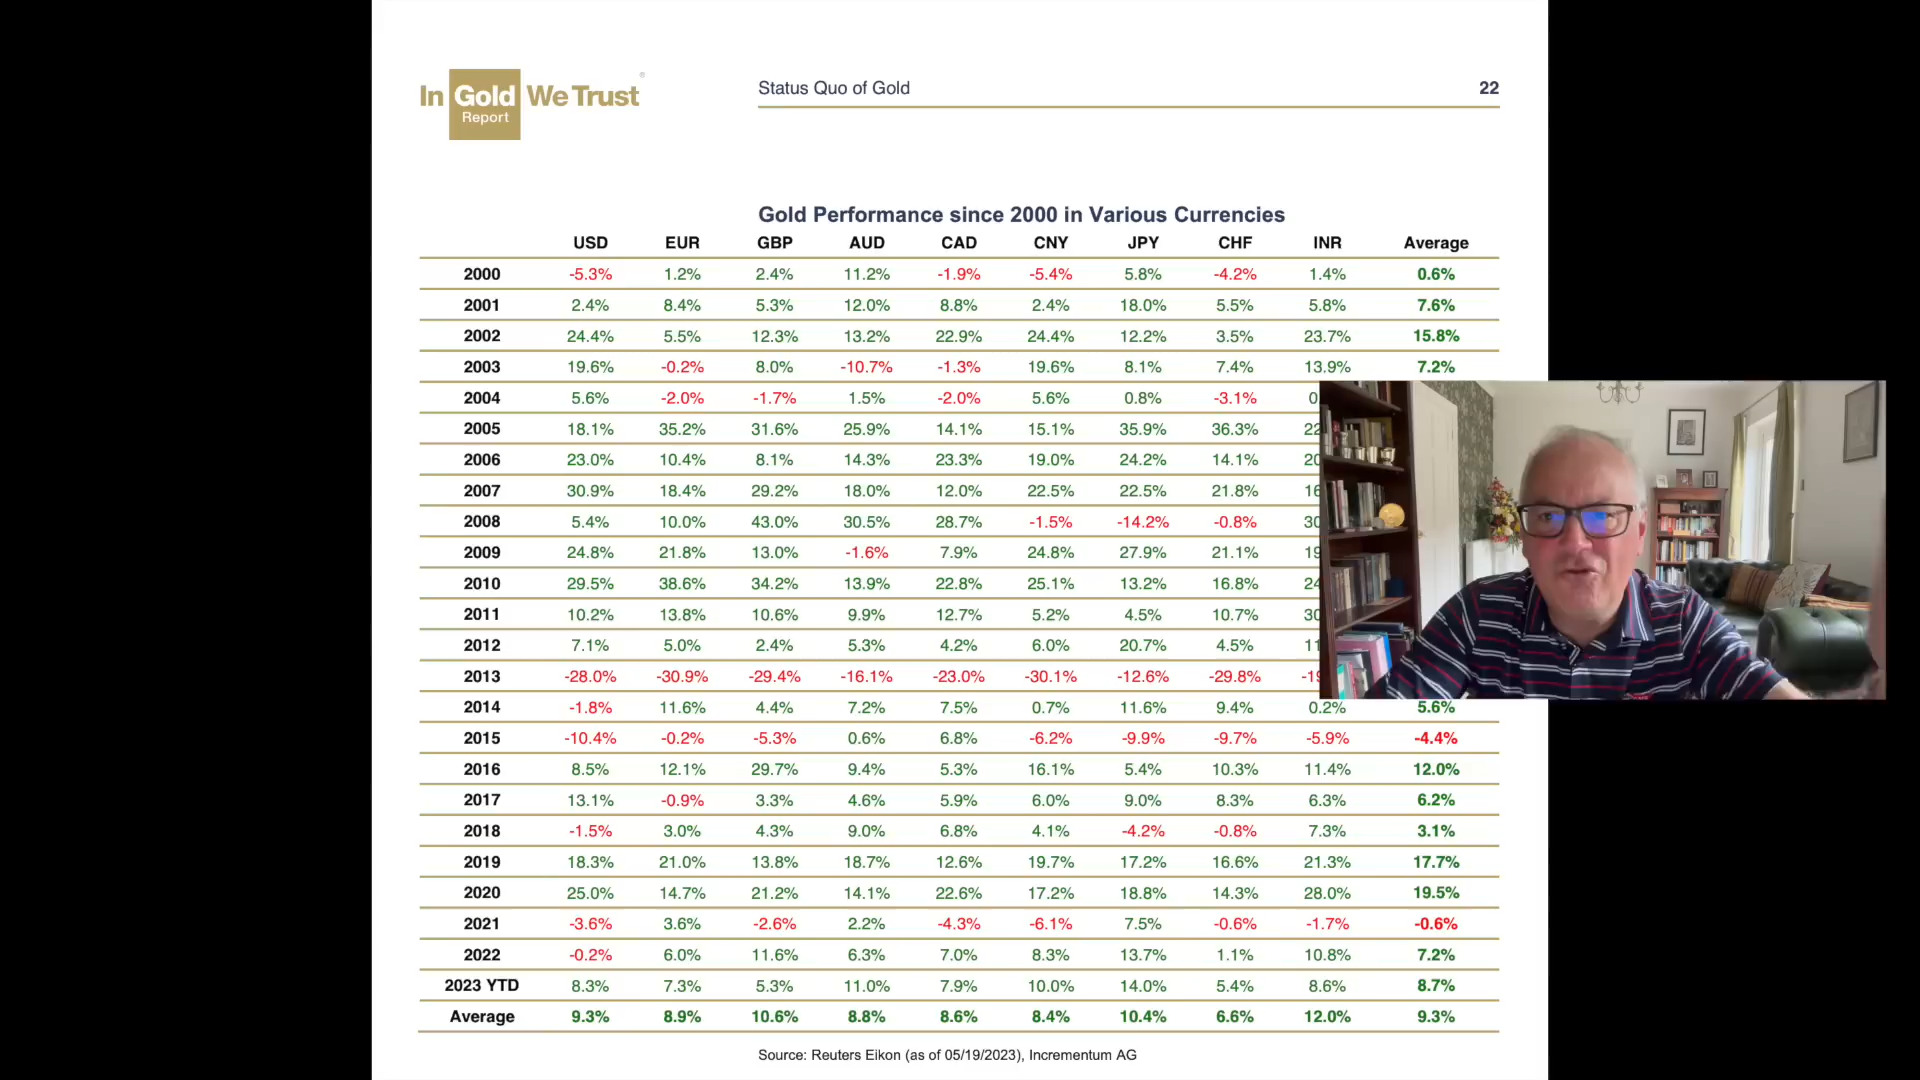 In Gold We Trust
Report
®
Status Quo of Gold 22
Gold Performance since 2000 in Various Currencies
USD EUR GBP AUD CAD CNY JPY CHF INR Average
2000 -5.3% 1.2% 2.4% 11.2% -1.9% -5.4% 5.8% -4.2% 1.4% 0.6%
2001 2.4% 8.4% 5.3% 12.0% 8.8% 2.4% 18.0% 5.5% 5.8% 7.6%
2002 24.4% 5.5% 12.3% 13.2% 22.9% 24.4% 12.2% 3.5% 23.7% 15.8%
2003 19.6% -0.2% 8.0% -10.7% -1.3% 19.6% 8.1% 7.4% 13.9% 7.2%
2004 5.6% -2.0% -1.7% 1.5% -2.0% 5.6% 0.8% -3.1%
2005 18.1% 35.2% 31.6% 25.9% 14.1% 15.1% 35.9% 36.3%
2006 23.0% 10.4% 8.1% 14.3% 23.3% 19.0% 24.2% 14.1%
2007 30.9% 18.4% 29.2% 18.0% 12.0% 22.5% 22.5% 21.8%
2008 5.4% 10.0% 43.0% 30.5% 28.7% -1.5% -14.2% -0.8%
2009 24.8% 21.8% 13.0% -1.6% 7.9% 24.8% 27.9% 21.1%
2010 29.5% 38.6% 34.2% 13.9% 22.8% 25.1% 13.2% 16.8%
2011 10.2% 13.8% 10.6% 9.9% 12.7% 5.2% 4.5% 10.7%
2012 7.1% 5.0% 2.4% 5.3% 4.2% 6.0% 20.7% 4.5%
2013 -28.0% -30.9% -29.4% -16.1% -23.0% -30.1% -12.6% -29.8%
2014 -1.8% 11.6% 4.4% 7.2% 7.5% 0.7% 11.6% 9.4% 0.2% 5.6%
2015 -10.4% -0.2% -5.3% 0.6% 6.8% -6.2% -9.9% -9.7% -5.9% -4.4%
2016 8.5% 12.1% 29.7% 9.4% 5.3% 16.1% 5.4% 10.3% 11.4% 12.0%
2017 13.1% -0.9% 3.3% 4.6% 5.9% 6.0% 9.0% 8.3% 6.3% 6.2%
2018 -1.5% 3.0% 4.3% 9.0% 6.8% 4.1% -4.2% -0.8% 7.3% 3.1%
2019 18.3% 21.0% 13.8% 18.7% 12.6% 19.7% 17.2% 16.6% 21.3% 17.7%
2020 25.0% 14.7% 21.2% 14.1% 22.6% 17.2% 18.8% 14.3% 28.0% 19.5%
2021 -3.6% 3.6% -2.6% 2.2% -4.3% -6.1% 7.5% -0.6% -1.7% -0.6%
2022 -0.2% 6.0% 11.6% 6.3% 7.0% 8.3% 13.7% 1.1% 10.8% 7.2%
2023 YTD 8.3% 7.3% 5.3% 11.0% 7.9% 10.0% 14.0% 5.4% 8.6% 8.7%
Average 9.3% 8.9% 10.6% 8.8% 8.6% 8.4% 10.4% 6.6% 12.0% 9.3%
Source: Reuters Eikon (as of 05/19/2023), Incrementum AG